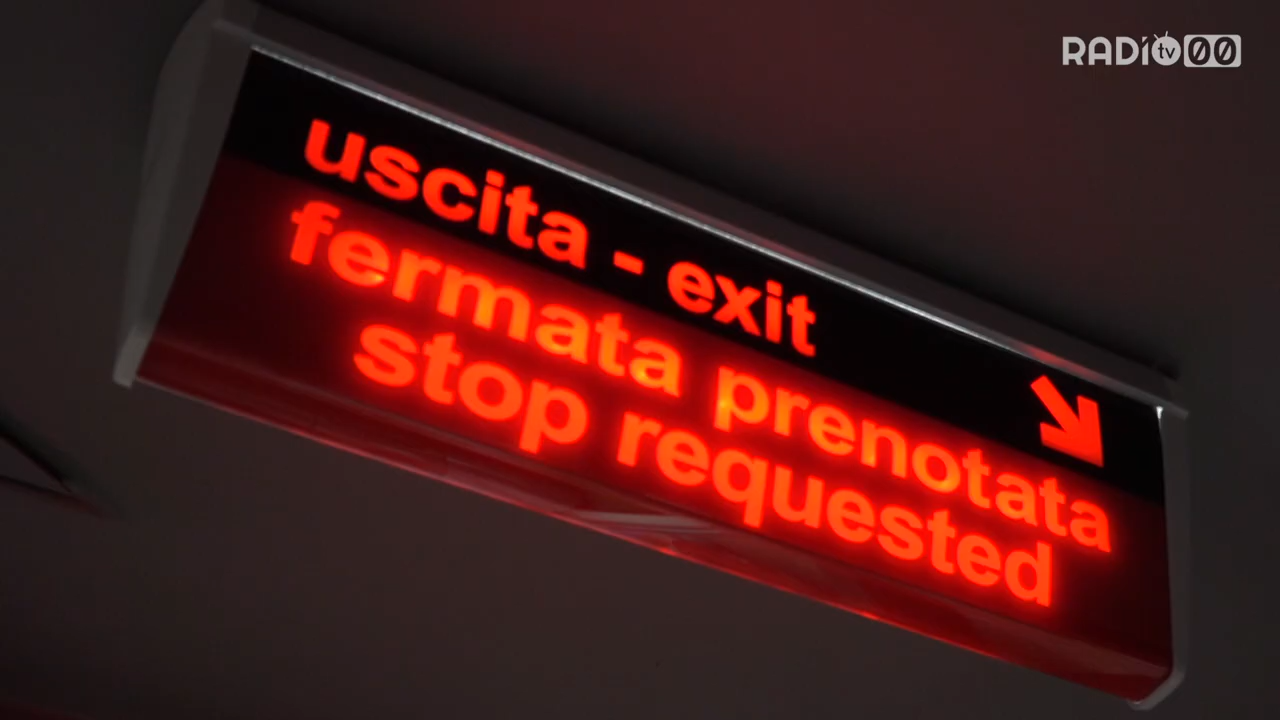 RADIO tv 00
uscita - exit
fermata prenotata
stop requested